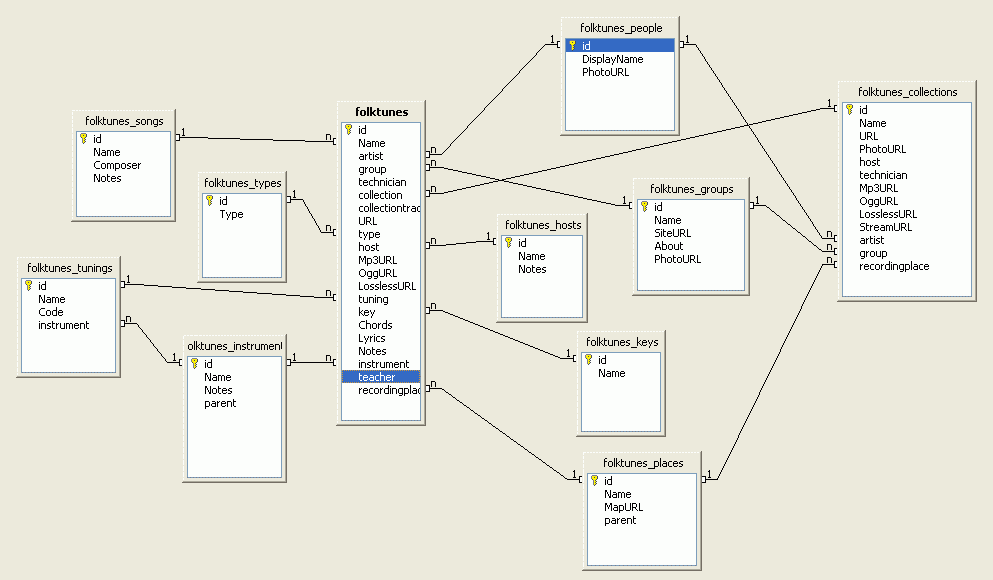 folktunes_people
id
DisplayName
PhotoURL
folktunes_collections
id
Name
URL
PhotoURL
host
technician
Mp3URL
OggURL
LosslessURL
StreamURL
artist
group
recordingplace
folktunes
id
Name
artist
group
technician
collection
collectiontrac
URL
type
host
Mp3URL
OggURL
LosslessURL
tuning
key
Chords
Lyrics
Notes
instrument
teacher
recordingplac
folktunes_songs
id
Name
Composer
Notes
folktunes_types
id
Type
folktunes_groups
id
Name
SiteURL
About
PhotoURL
folktunes_hosts
id
Name
Notes
folktunes_tunings
id
Name
Code
instrument
olktunes_instrument
id
Name
Notes
parent
folktunes_keys
id
Name
folktunes_places
id
Name
MapURL
parent
1
n
1
n
1
n
1
n
1
n
1
n
1
n
1
n
1
n
1
n
1
n
1
n
1
n
1
n